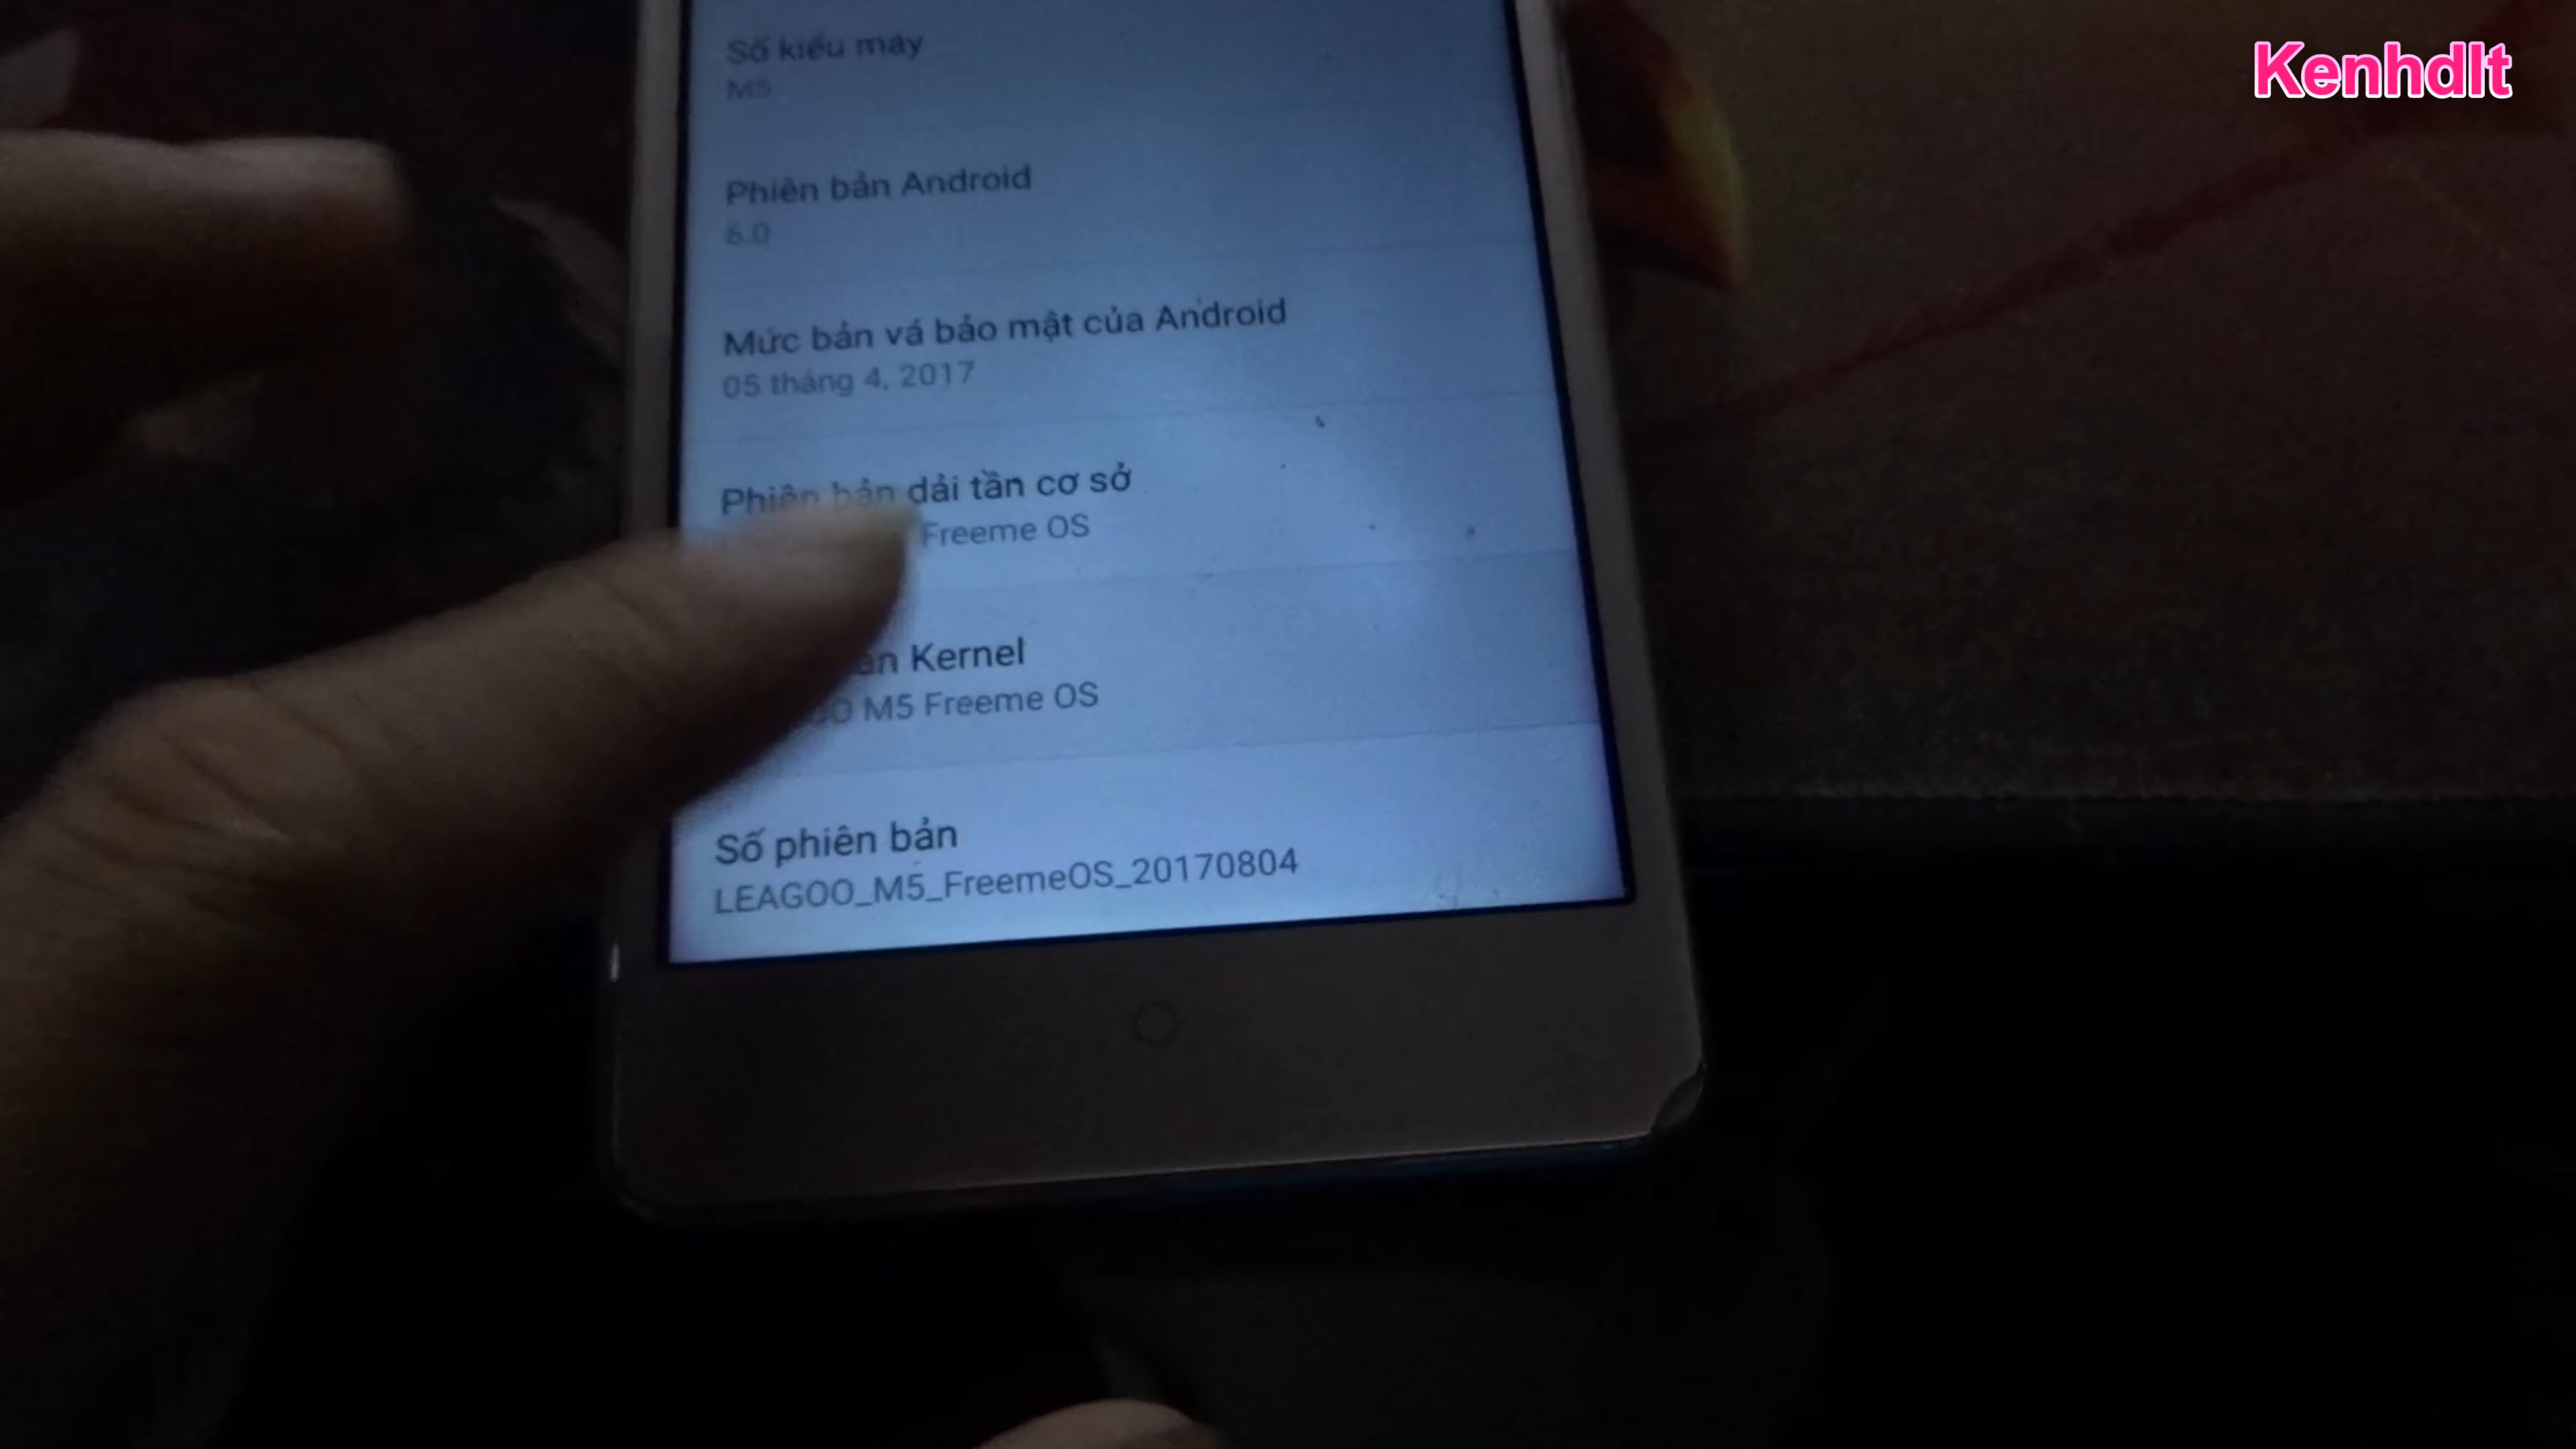 Kenhdlt
Số kiểu máy
M5
Phiên bản Android
6.0
Mức bản vá bảo mật của Android
05 tháng 4, 2017
Phiên bản dải tần cơ sở
Freeme OS
Kernel
M5 Freeme OS
Số phiên bản
LEAGOO_M5_FreemeOS_20170804